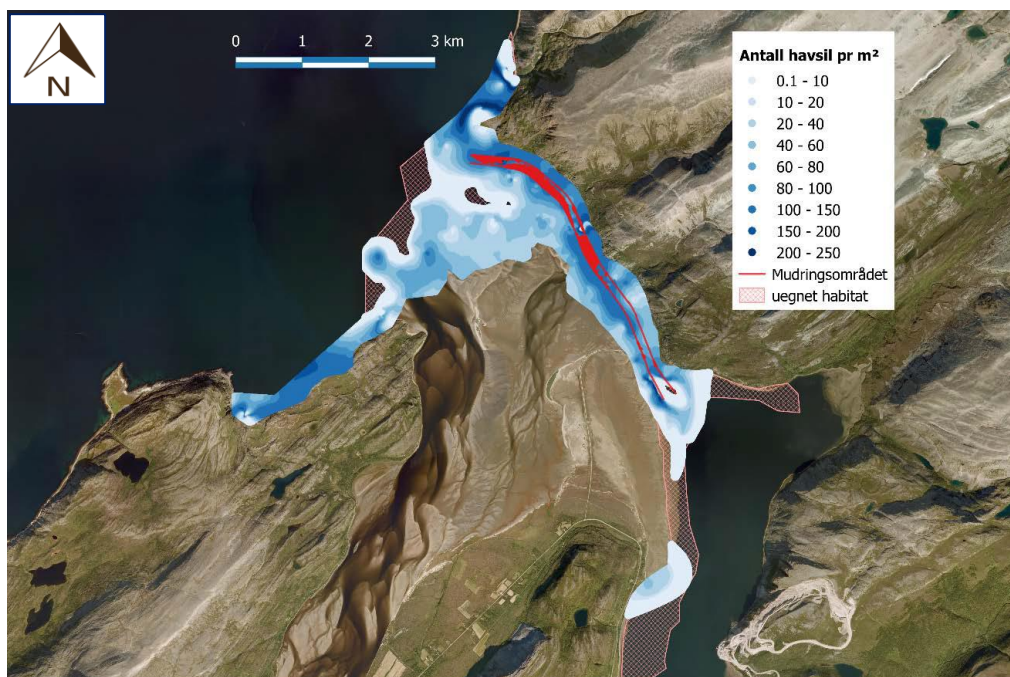 N
0 1 2 3 km
Antall havsil pr m²
0.1 - 10
10 - 20
20 - 40
40 - 60
60 - 80
80 - 100
100 - 150
150 - 200
200 - 250
Mudringsområdet
uegnet habitat